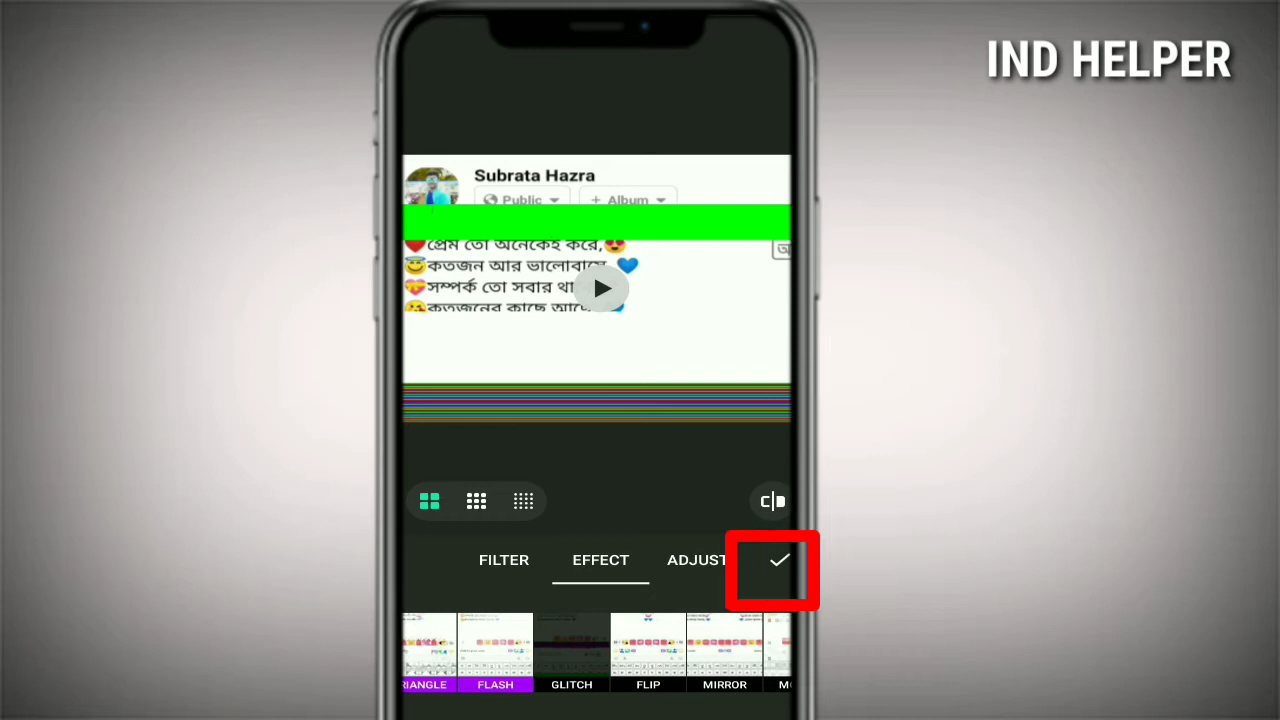 IND HELPER
Subrata Hazra
Public
+ Album
প্রেম তো অনেকেই করে,
কতজন আর ভালোবাসে
সম্পর্ক তো সবার
কতজনের কাছে
FILTER EFFECT ADJUST
FLASH GLITCH FLIP MIRROR